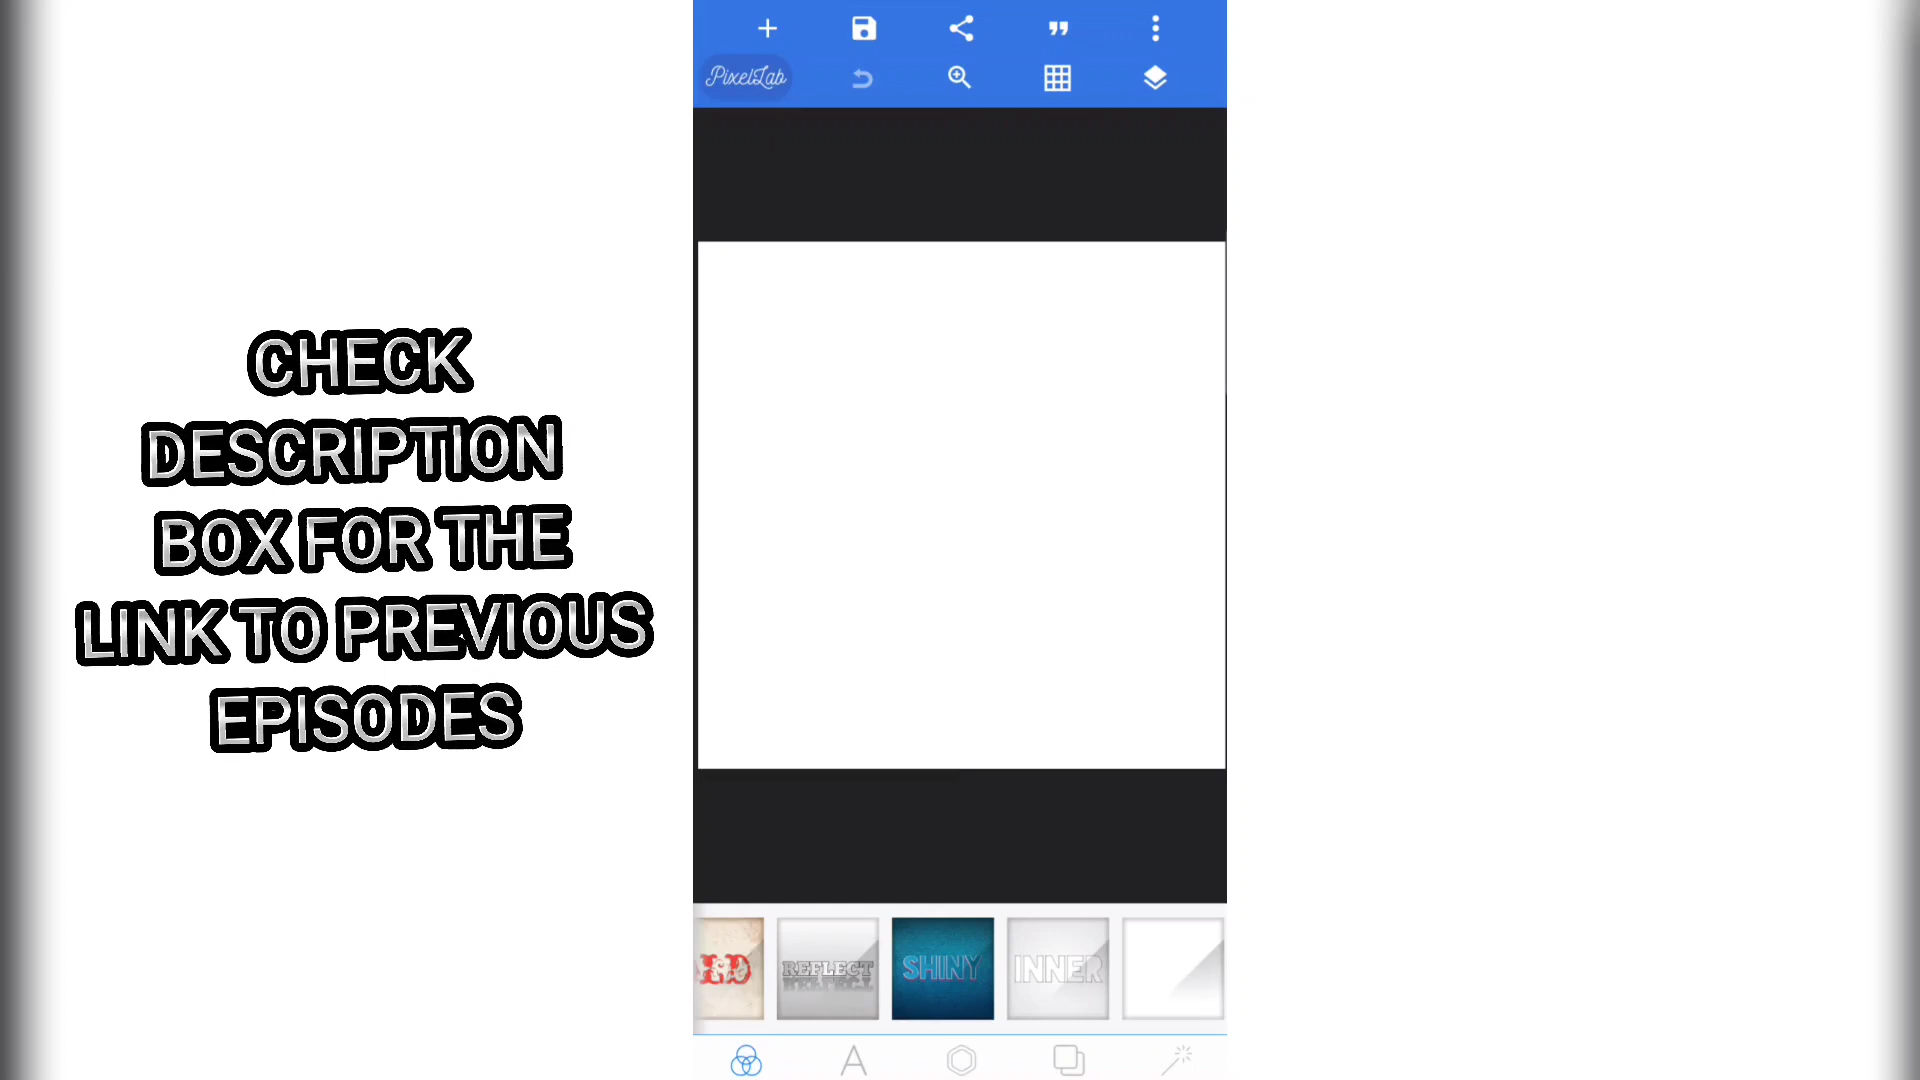 PixelLab
CHECK
DESCRIPTION
BOX FOR THE
LINK TO PREVIOUS
EPISODES
REFLECT
SHINY
INNER